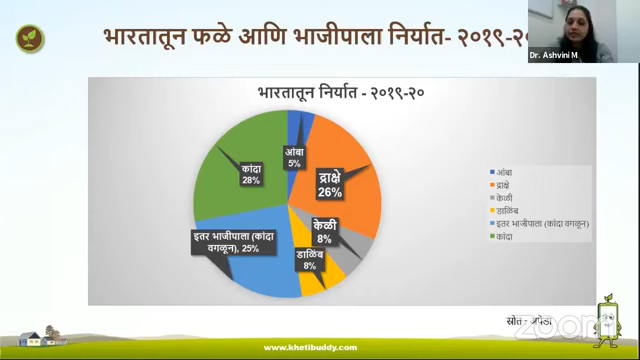 भारतातून फळे आणि भाजीपाला निर्यात- २०१९-२०
Dr. Ashvini M
भारतातून निर्यात - २०१९-२०
आंबा
5%
द्राक्षे
26%
केळी
8%
डाळिंब
8%
इतर भाजीपाला (कांदा
वगळून), 25%
कांदा
28%
आंबा
द्राक्षे
केळी
डाळिंब
इतर भाजीपाला (कांदा वगळून)
कांदा
स्रोत - अपेडा
zoom
www.khetibuddy.com